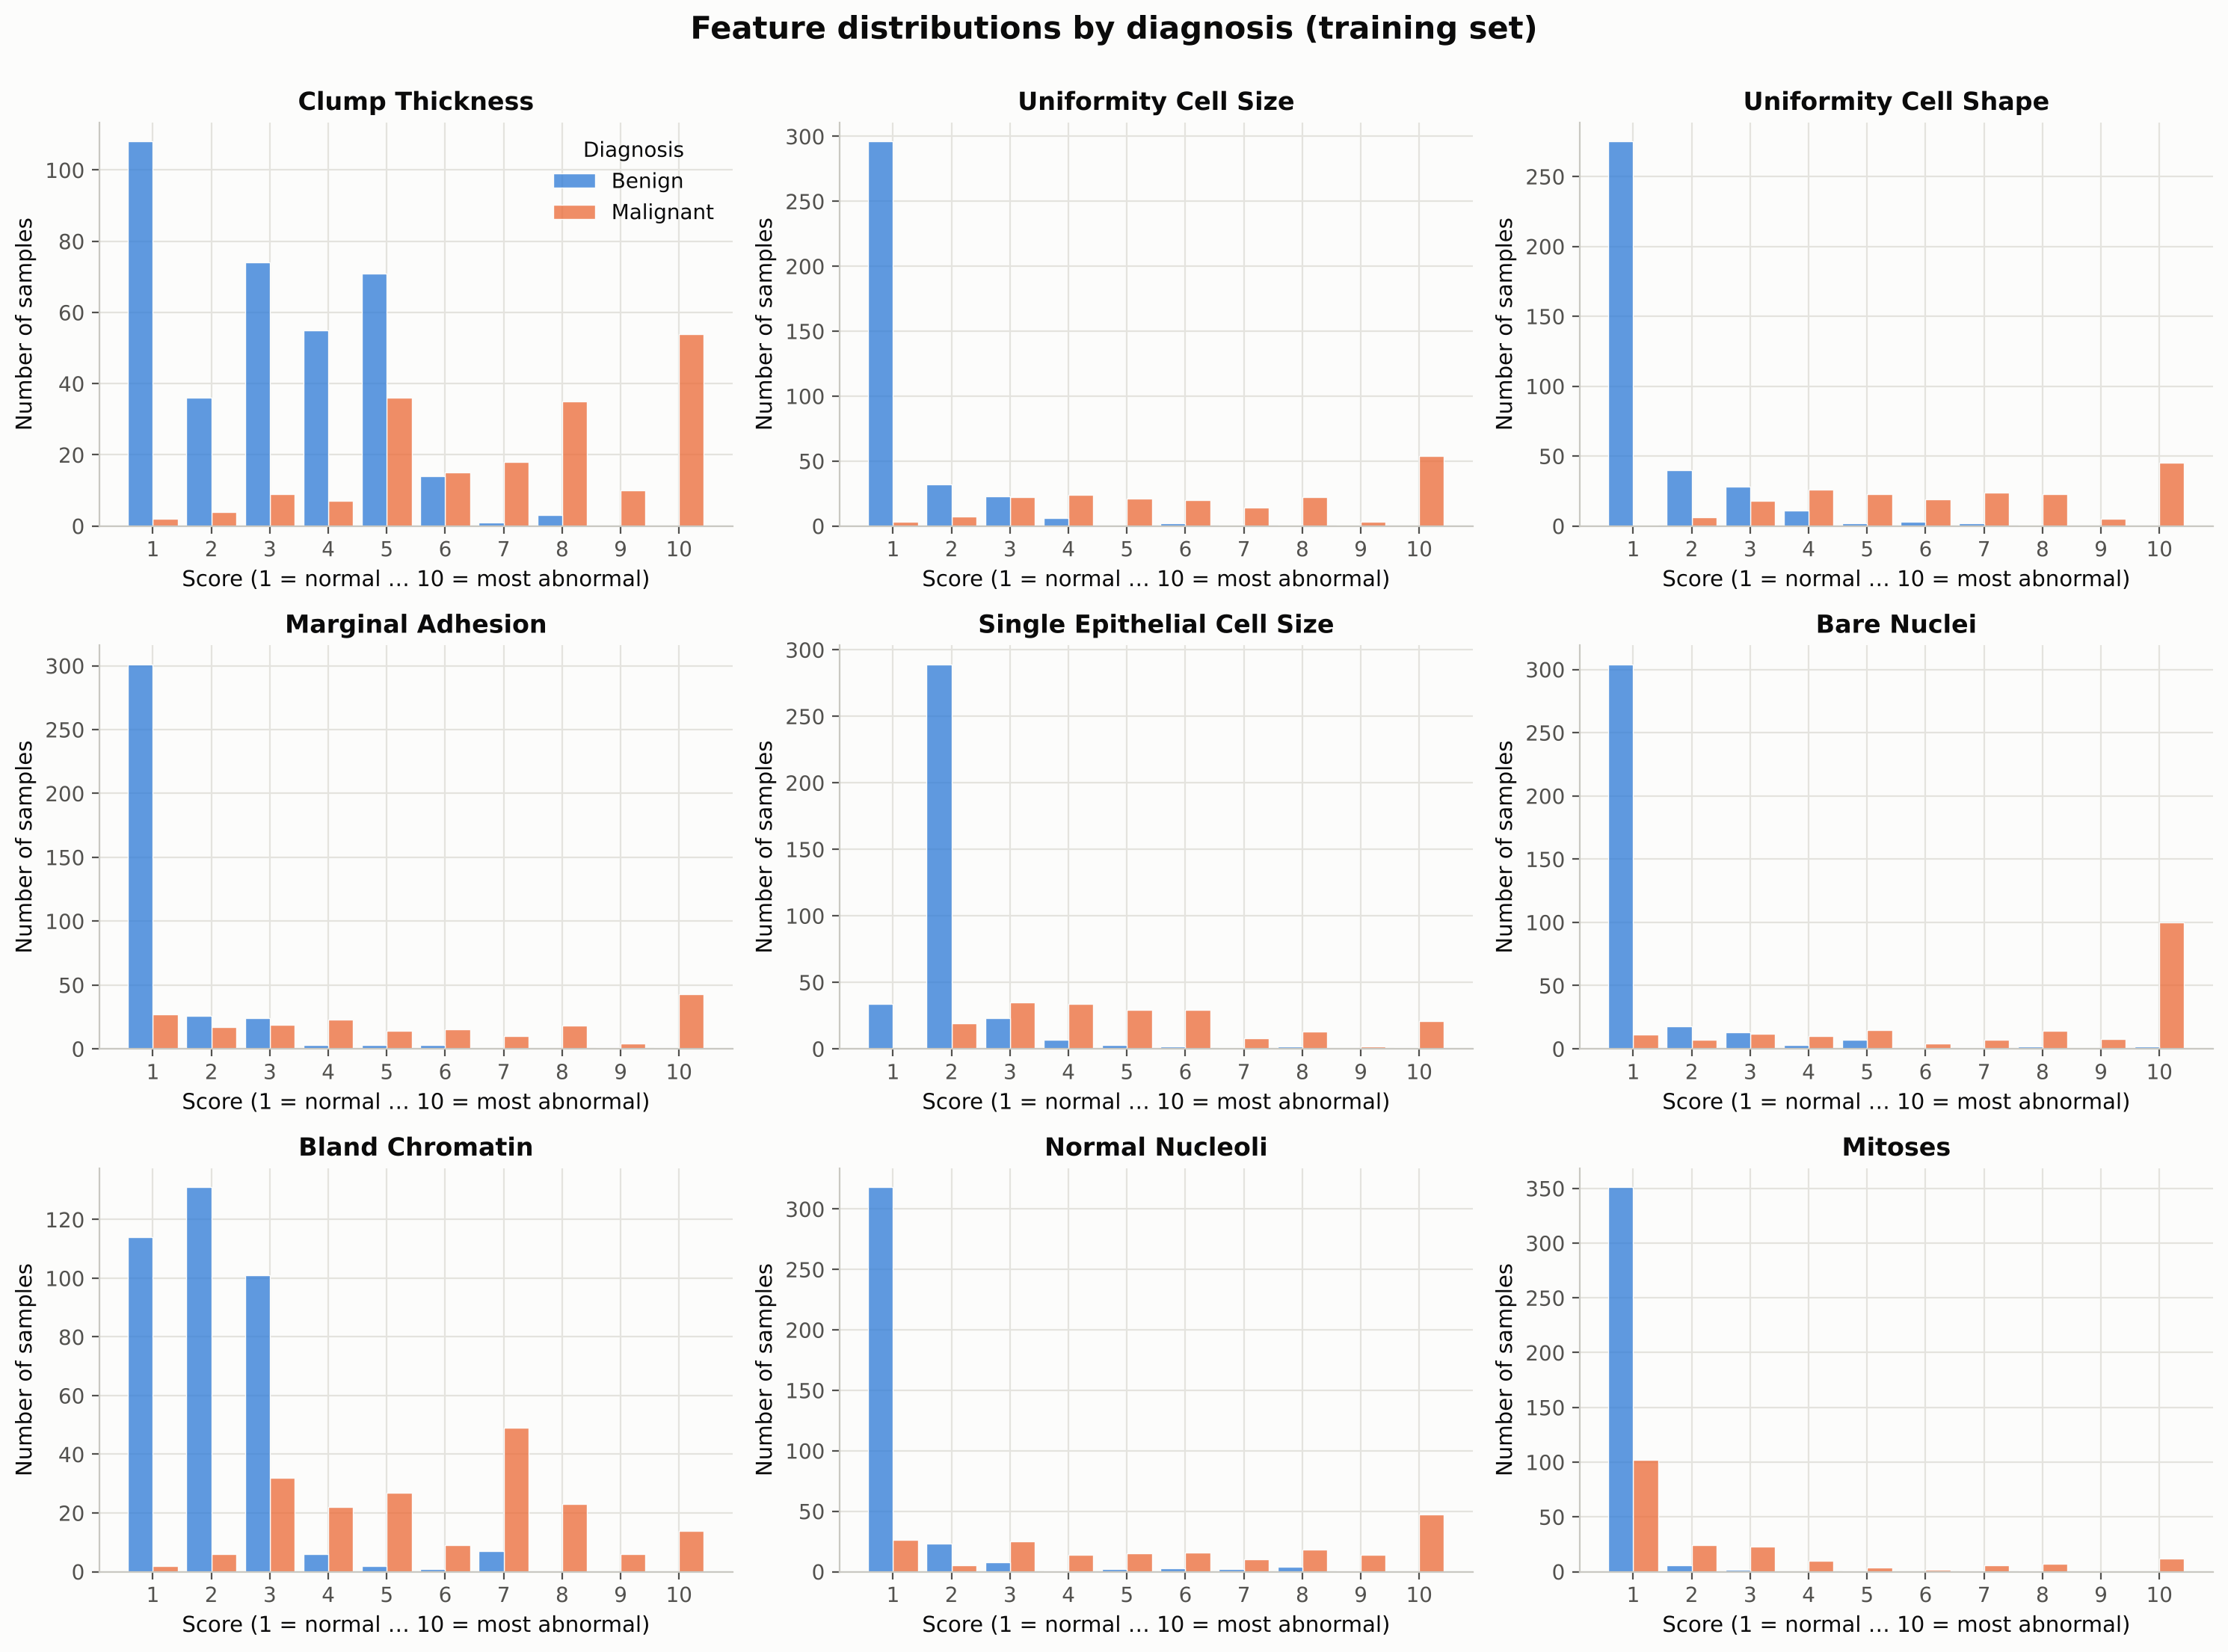 Feature distributions by diagnosis (training set)
Clump Thickness
Number of samples
100
80
60
40
20
0
Diagnosis
Benign
Malignant
1 2 3 4 5 6 7 8 9 10
Score (1 = normal … 10 = most abnormal)
Uniformity Cell Size
Number of samples
300
250
200
150
100
50
0
1 2 3 4 5 6 7 8 9 10
Score (1 = normal … 10 = most abnormal)
Uniformity Cell Shape
Number of samples
250
200
150
100
50
0
1 2 3 4 5 6 7 8 9 10
Score (1 = normal … 10 = most abnormal)
Marginal Adhesion
Number of samples
300
250
200
150
100
50
0
1 2 3 4 5 6 7 8 9 10
Score (1 = normal … 10 = most abnormal)
Single Epithelial Cell Size
Number of samples
300
250
200
150
100
50
0
1 2 3 4 5 6 7 8 9 10
Score (1 = normal … 10 = most abnormal)
Bare Nuclei
Number of samples
300
250
200
150
100
50
0
1 2 3 4 5 6 7 8 9 10
Score (1 = normal … 10 = most abnormal)
Bland Chromatin
Number of samples
120
100
80
60
40
20
0
1 2 3 4 5 6 7 8 9 10
Score (1 = normal … 10 = most abnormal)
Normal Nucleoli
Number of samples
300
250
200
150
100
50
0
1 2 3 4 5 6 7 8 9 10
Score (1 = normal … 10 = most abnormal)
Mitoses
Number of samples
350
300
250
200
150
100
50
0
1 2 3 4 5 6 7 8 9 10
Score (1 = normal … 10 = most abnormal)